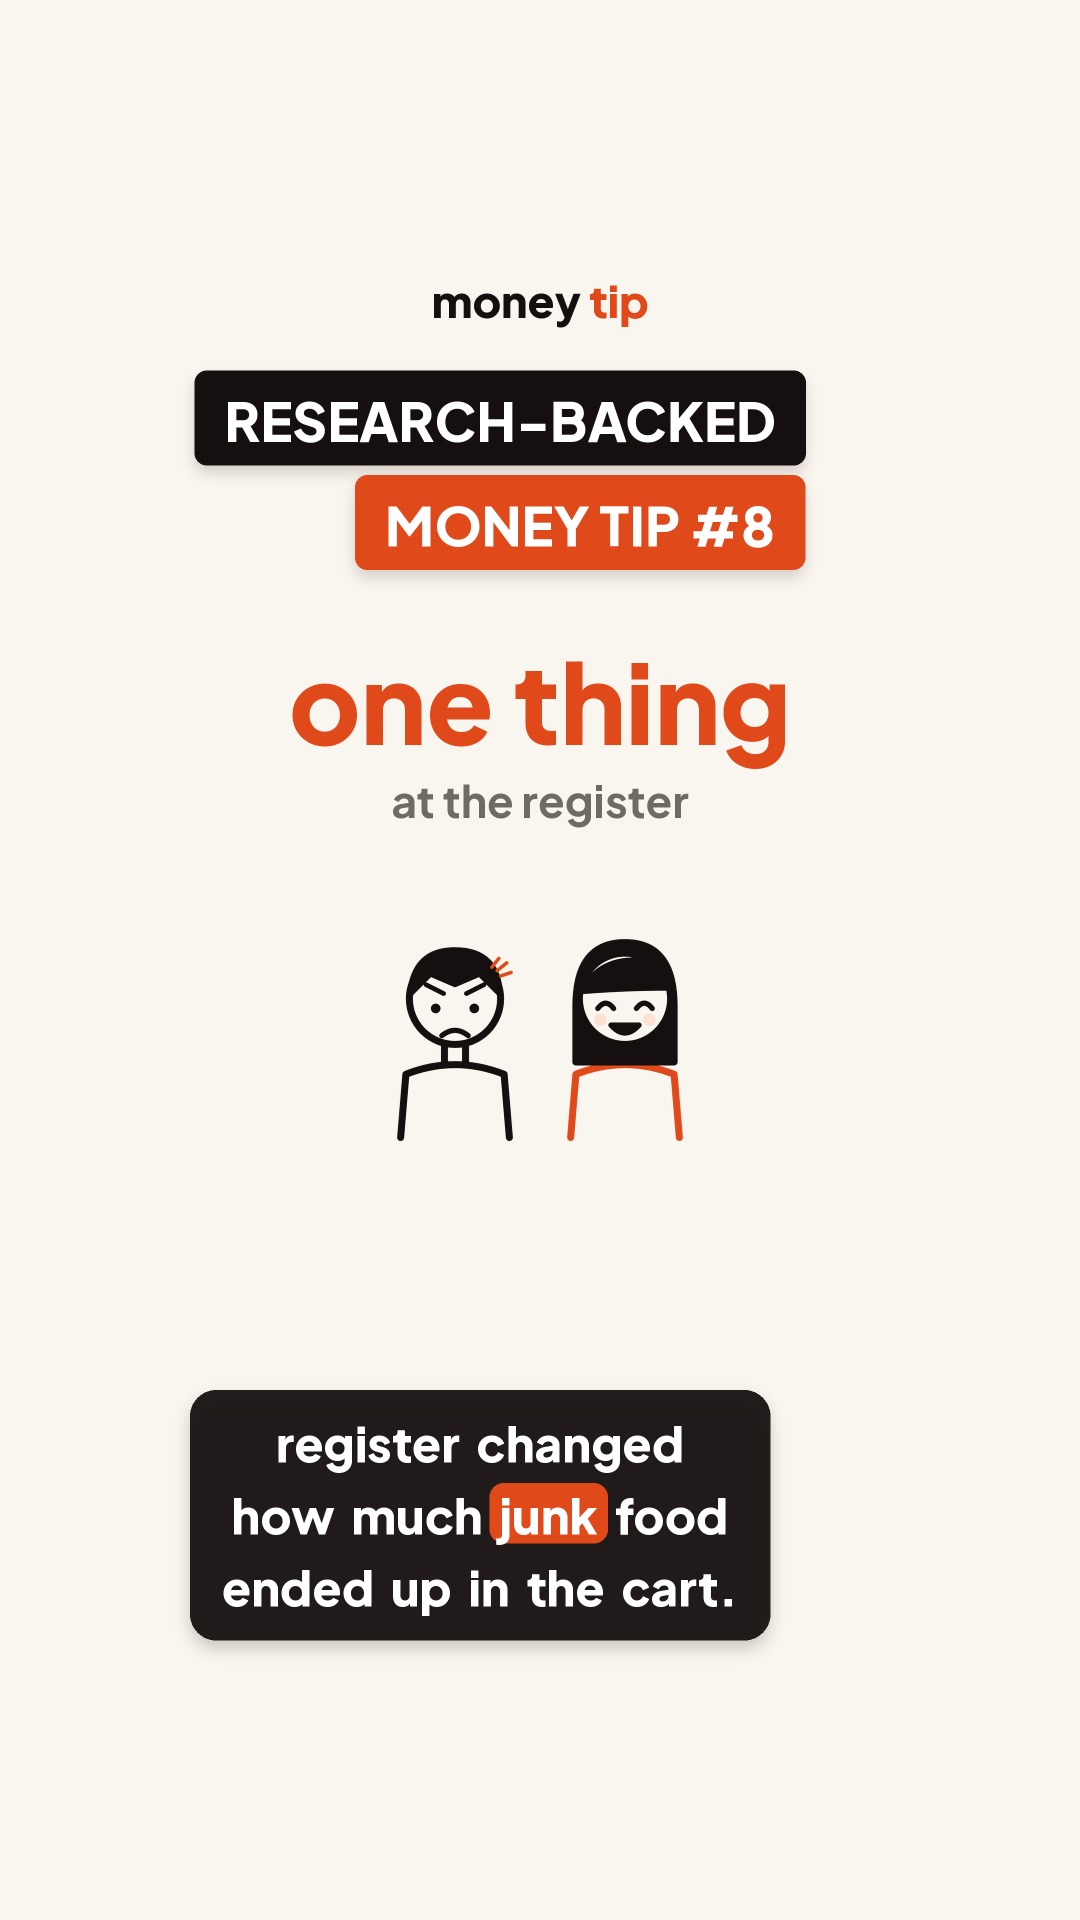 money tip
RESEARCH-BACKED
MONEY TIP #8
one thing
at the register
register changed
how much junk food
ended up in the cart.